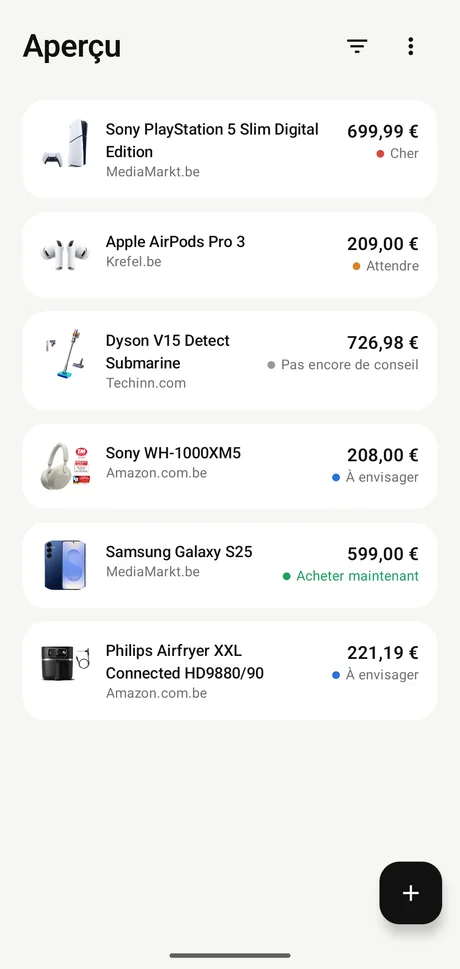 Aperçu
Sony PlayStation 5 Slim Digital
Edition
MediaMarkt.be
699,99 €
Cher
Apple AirPods Pro 3
Krefel.be
209,00 €
Attendre
Dyson V15 Detect
Submarine
Techinn.com
726,98 €
Pas encore de conseil
Sony WH-1000XM5
Amazon.com.be
208,00 €
À envisager
Samsung Galaxy S25
MediaMarkt.be
599,00 €
Acheter maintenant
Philips Airfryer XXL
Connected HD9880/90
Amazon.com.be
221,19 €
À envisager